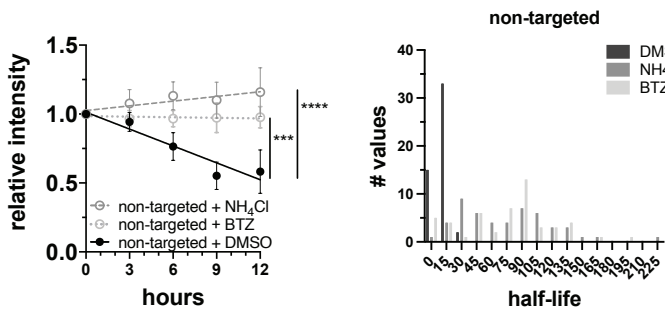 relative intensity
1.5
1.0
0.5
0.0
****
***
non-targeted + NH₄Cl
non-targeted + BTZ
non-targeted + DMSO
0 3 6 9 12
hours
non-targeted
# values
40
30
20
10
0
DM
NH4
BTZ
0 15 30 45 60 75 90 105 120 135 150 165 180 195 210 225
half-life